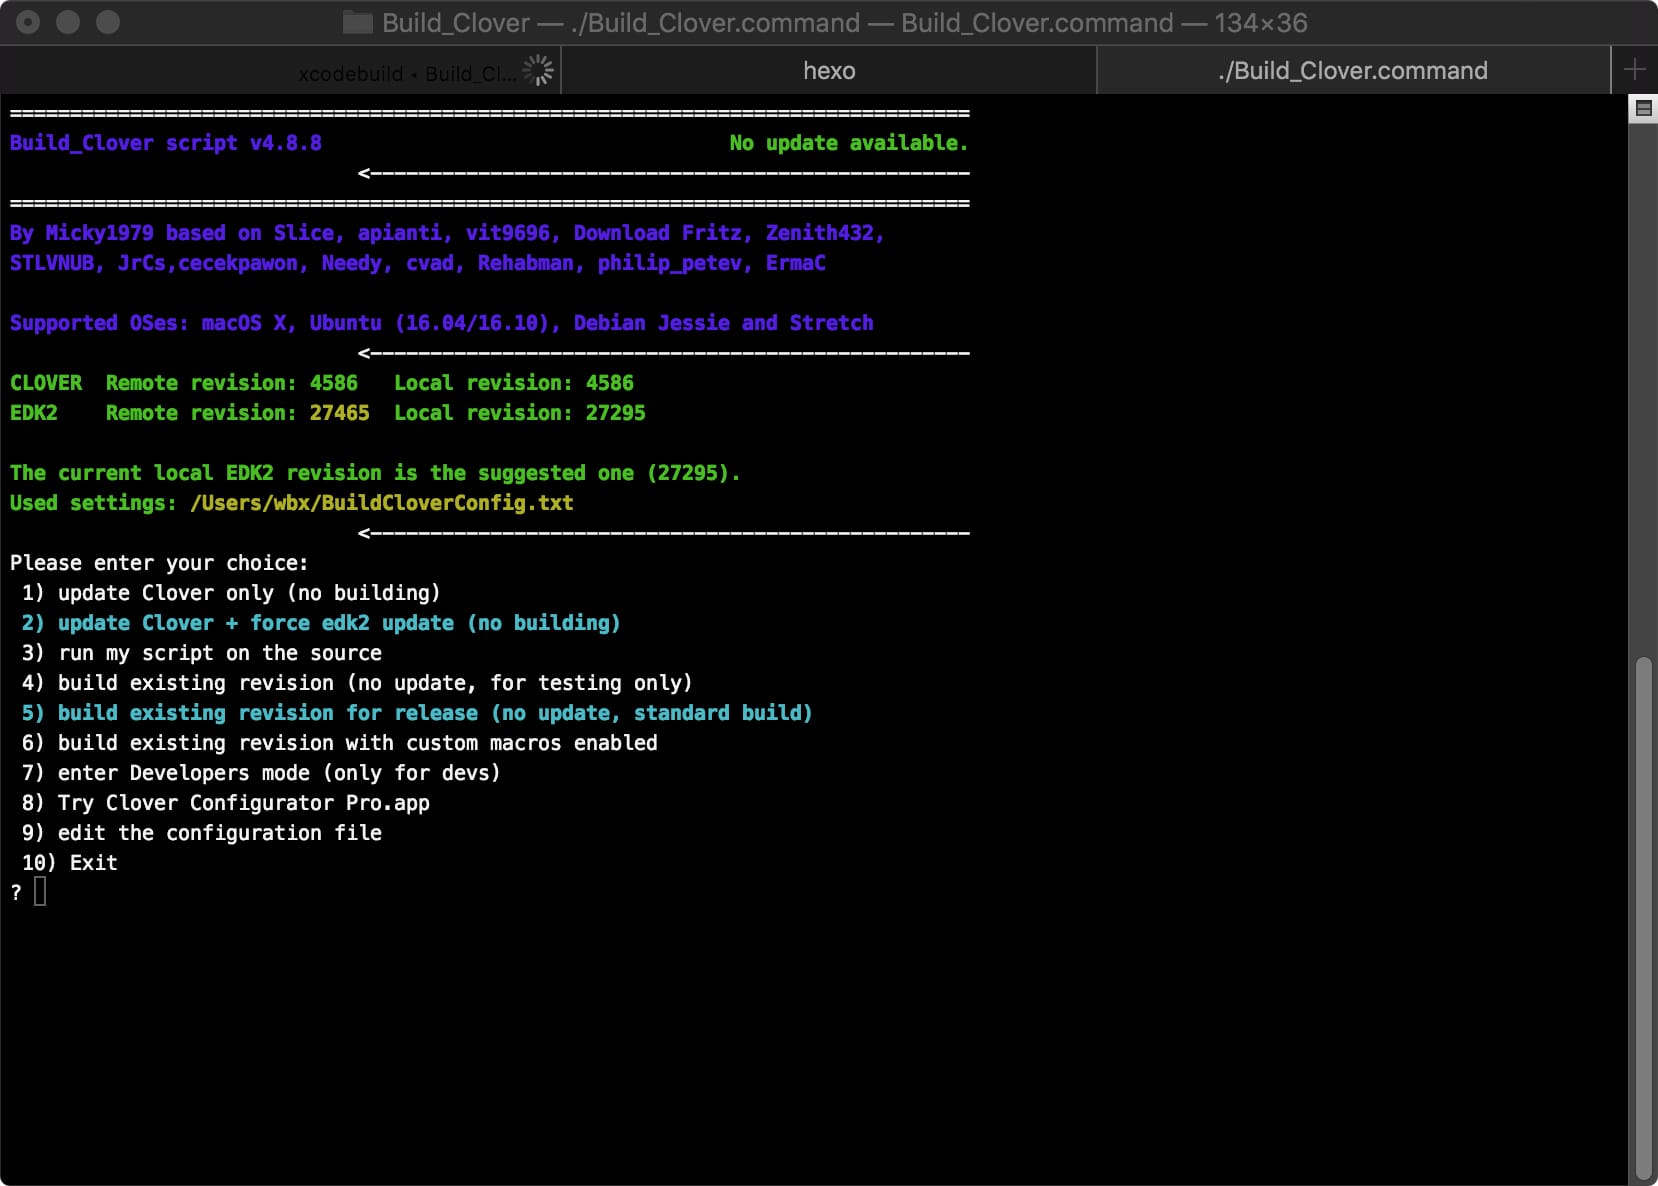 Build_Clover — ./Build_Clover.command — Build_Clover.command — 134×36
xcodebuild • Build_Cl... hexo ./Build_Clover.command
================================================================================
Build_Clover script v4.8.8 No update available.
<--------------------------------------------------
================================================================================
By Micky1979 based on Slice, apianti, vit9696, Download Fritz, Zenith432,
STLVNUB, JrCs,cecekpawon, Needy, cvad, Rehabman, philip_petev, ErmaC
Supported OSes: macOS X, Ubuntu (16.04/16.10), Debian Jessie and Stretch
<--------------------------------------------------
CLOVER Remote revision: 4586 Local revision: 4586
EDK2 Remote revision: 27465 Local revision: 27295
The current local EDK2 revision is the suggested one (27295).
Used settings: /Users/wbx/BuildCloverConfig.txt
<--------------------------------------------------
Please enter your choice:
1) update Clover only (no building)
2) update Clover + force edk2 update (no building)
3) run my script on the source
4) build existing revision (no update, for testing only)
5) build existing revision for release (no update, standard build)
6) build existing revision with custom macros enabled
7) enter Developers mode (only for devs)
8) Try Clover Configurator Pro.app
9) edit the configuration file
10) Exit
?